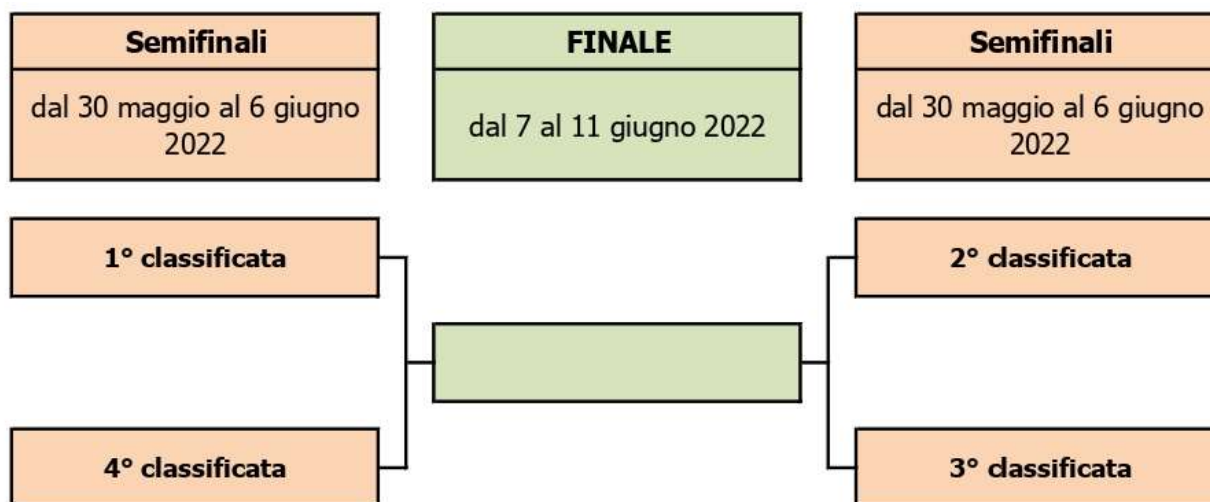 Semifinali
FINALE
Semifinali
dal 30 maggio al 6 giugno
2022
dal 7 al 11 giugno 2022
dal 30 maggio al 6 giugno
2022
1° classificata
2° classificata
4° classificata
3° classificata